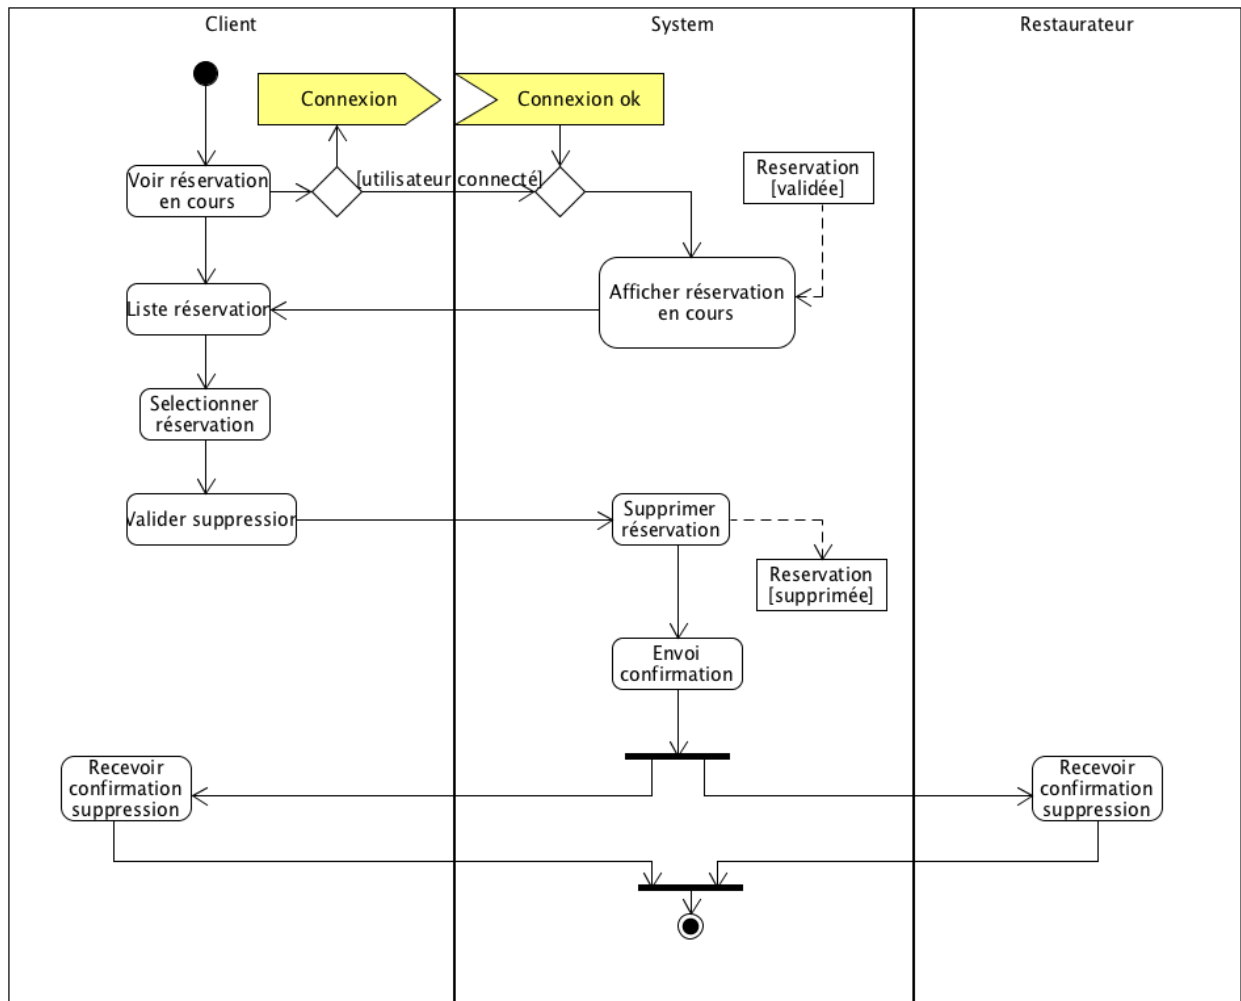 Client
System
Restaurateur
Connexion
Connexion ok
Reservation
[validée]
Voir réservation
en cours
[utilisateur connecté]
Afficher réservation
en cours
Liste réservation
Selectionner
réservation
Valider suppression
Supprimer
réservation
Reservation
[supprimée]
Envoi
confirmation
Recevoir
confirmation
suppression
Recevoir
confirmation
suppression